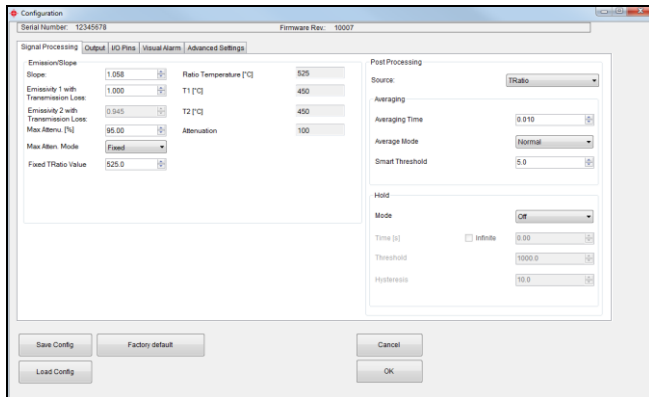 Configuration
Serial Number: 12345678 Firmware Rev.: 10007
Signal Processing Output I/O Pins Visual Alarm Advanced Settings
Emission/Slope
Slope: 1.058 Ratio Temperature [°C] 525
Emissivity 1 with
Transmission Loss: 1.000 T1 [°C] 450
Emissivity 2 with
Transmission Loss: 0.945 T2 [°C] 450
Max Attenu. [%] 95.00 Attenuation 100
Max Atten. Mode Fixed
Fixed TRatio Value 525.0
Post Processing
Source: TRatio
Averaging
Averaging Time 0.010
Average Mode Normal
Smart Threshold 5.0
Hold
Mode Off
Time [s] Infinite 0.00
Threshold 1000.0
Hysteresis 10.0
Save Config Factory default Cancel
Load Config OK